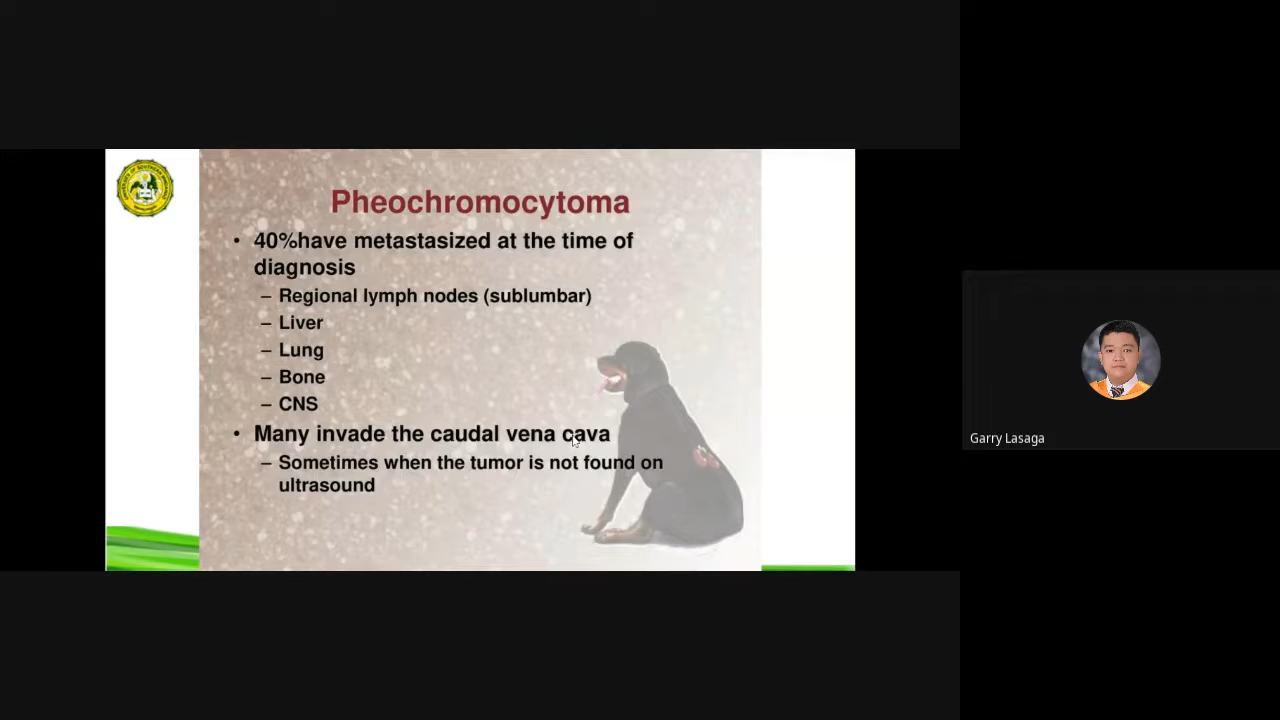 Pheochromocytoma
• 40%have metastasized at the time of
diagnosis
– Regional lymph nodes (sublumbar)
– Liver
– Lung
– Bone
– CNS
• Many invade the caudal vena cava
– Sometimes when the tumor is not found on
ultrasound
Garry Lasaga